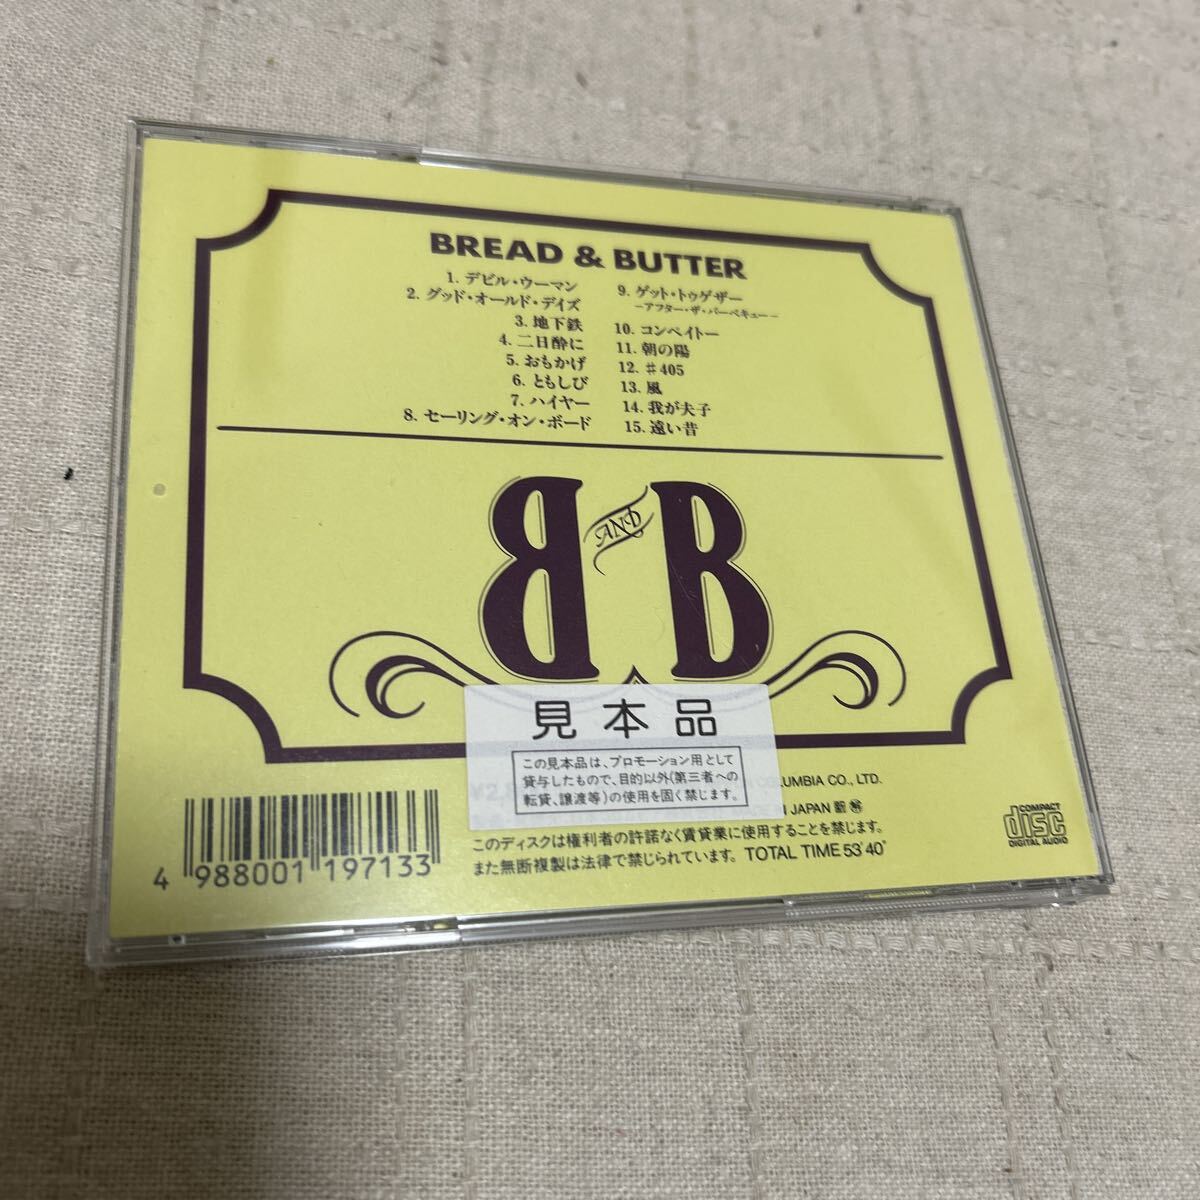 BREAD & BUTTER
1. デビル・ウーマン
2. グッド・オールド・デイズ
3. 地下鉄
4. 二日酔に
5. おもかげ
6. ともしび
7. ハイヤー
8. セーリング・オン・ボード
9. ゲット・トゥゲザー
−アフター・ザ・バーベキュー−
10. コンペイトー
11. 朝の陽
12. ♯405
13. 風
14. 我が夫子
15. 遠い昔
B AND B
見本品
この見本品は、プロモーション用として
貸与したもので、目的以外(第三者への
転貸、譲渡等)の使用を固く禁じます。
¥2,8
LUMBIA CO., LTD.
JAPAN
このディスクは権利者の許諾なく賃貸業に使用することを禁じます。
また無断複製は法律で禁じられています。 TOTAL TIME 53'40"
COMPACT
disc
DIGITAL AUDIO
4 988001 197133